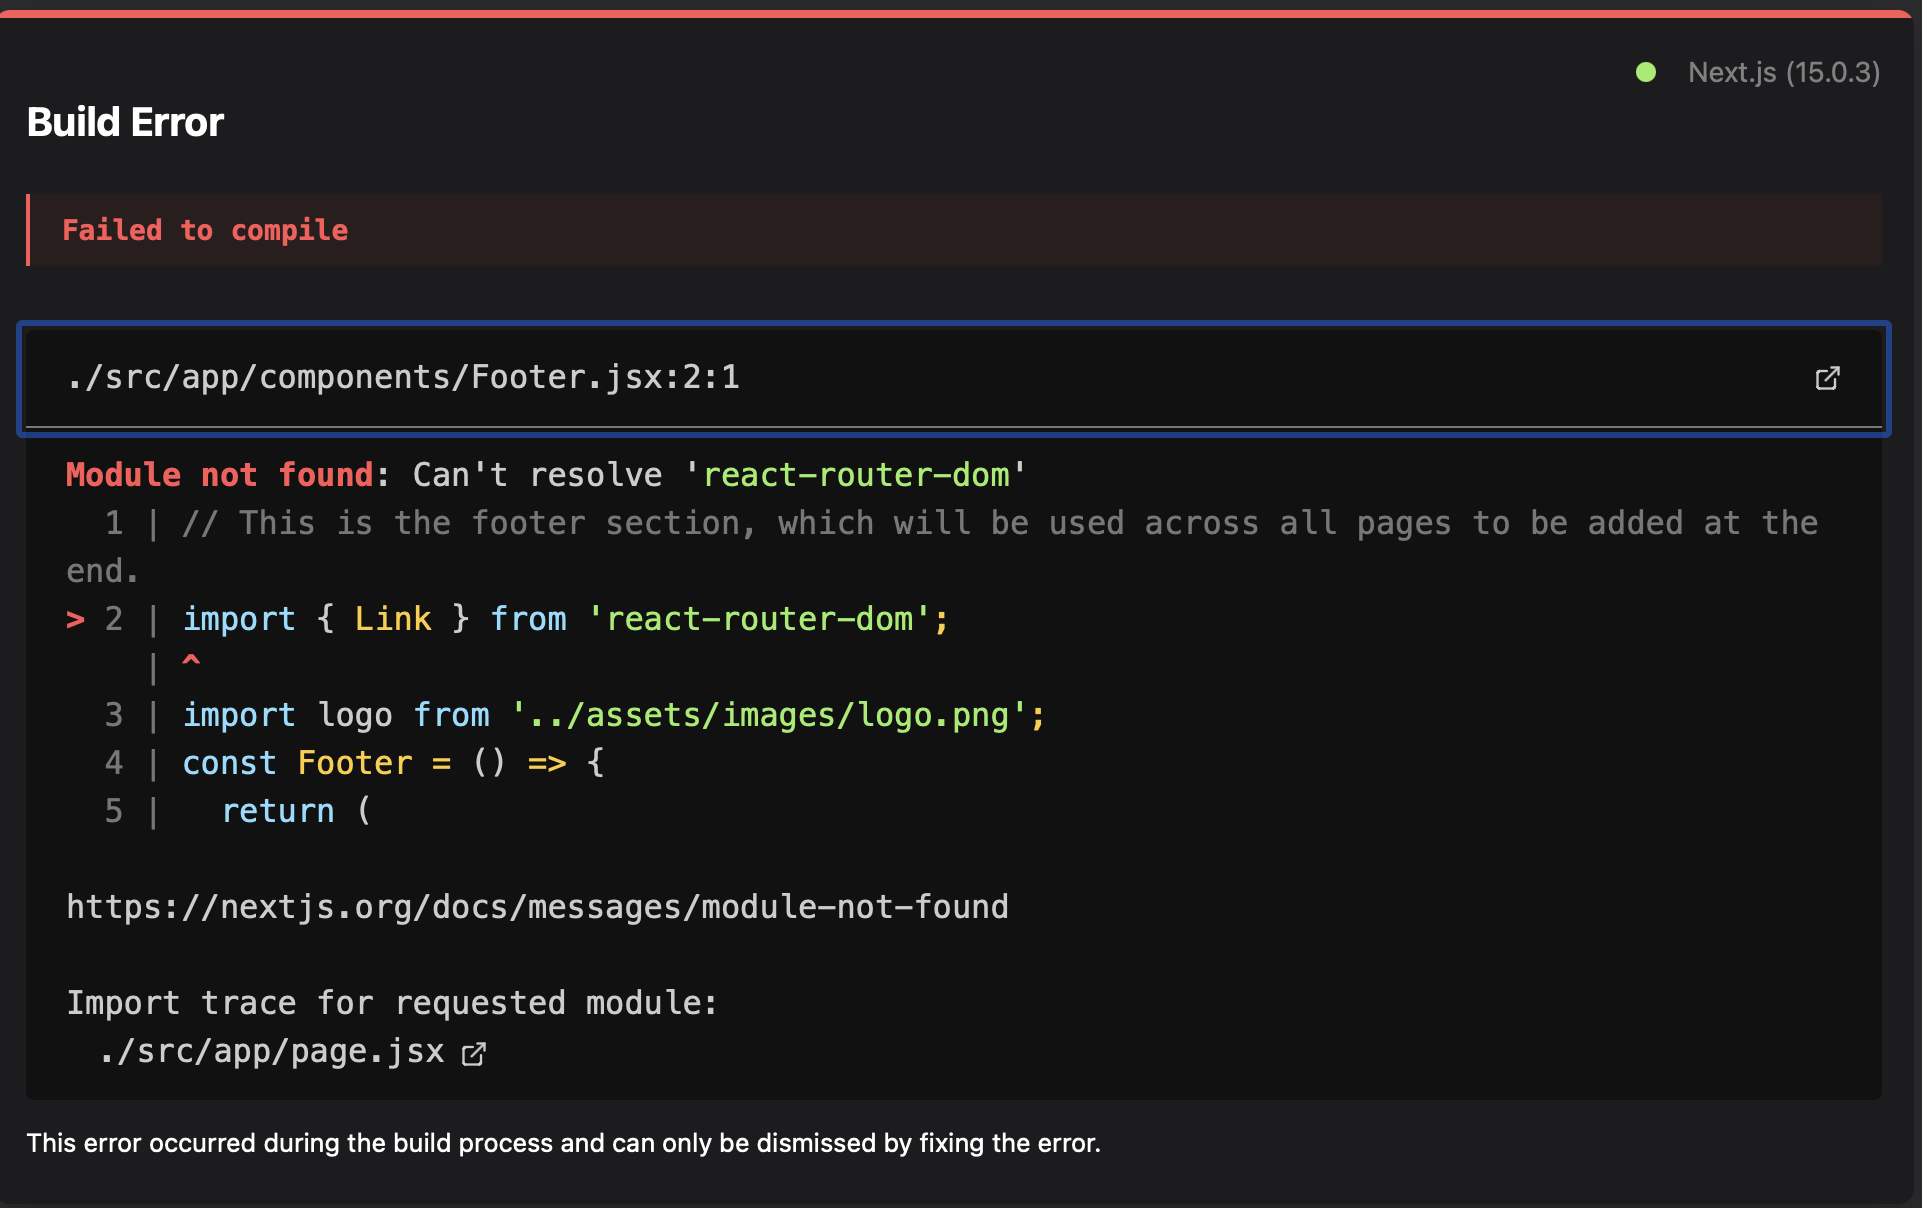 Next.js (15.0.3)
Build Error
Failed to compile
./src/app/components/Footer.jsx:2:1
Module not found: Can't resolve 'react-router-dom'
1 | // This is the footer section, which will be used across all pages to be added at the
end.
> 2 | import { Link } from 'react-router-dom';
| ^
3 | import logo from '../assets/images/logo.png';
4 | const Footer = () => {
5 |   return (
https://nextjs.org/docs/messages/module-not-found
Import trace for requested module:
./src/app/page.jsx
This error occurred during the build process and can only be dismissed by fixing the error.